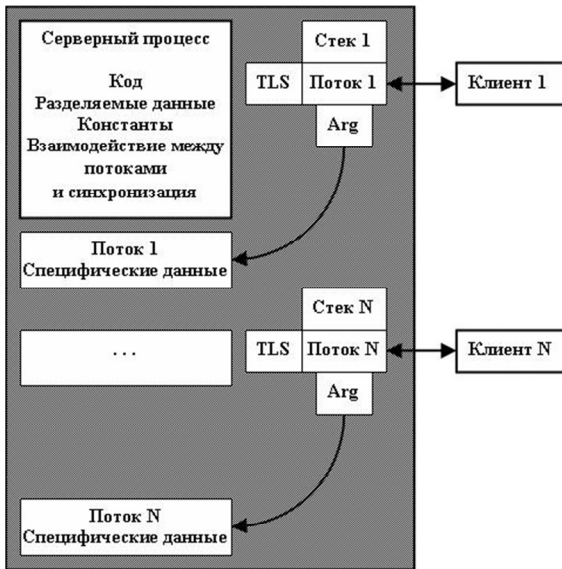 Серверный процесс
Код
Разделяемые данные
Константы
Взаимодействие между
потоками
и синхронизация
Стек 1
TLS
Поток 1
Arg
Клиент 1
Поток 1
Специфические данные
Стек N
TLS
Поток N
Arg
Клиент N
. . .
Поток N
Специфические данные